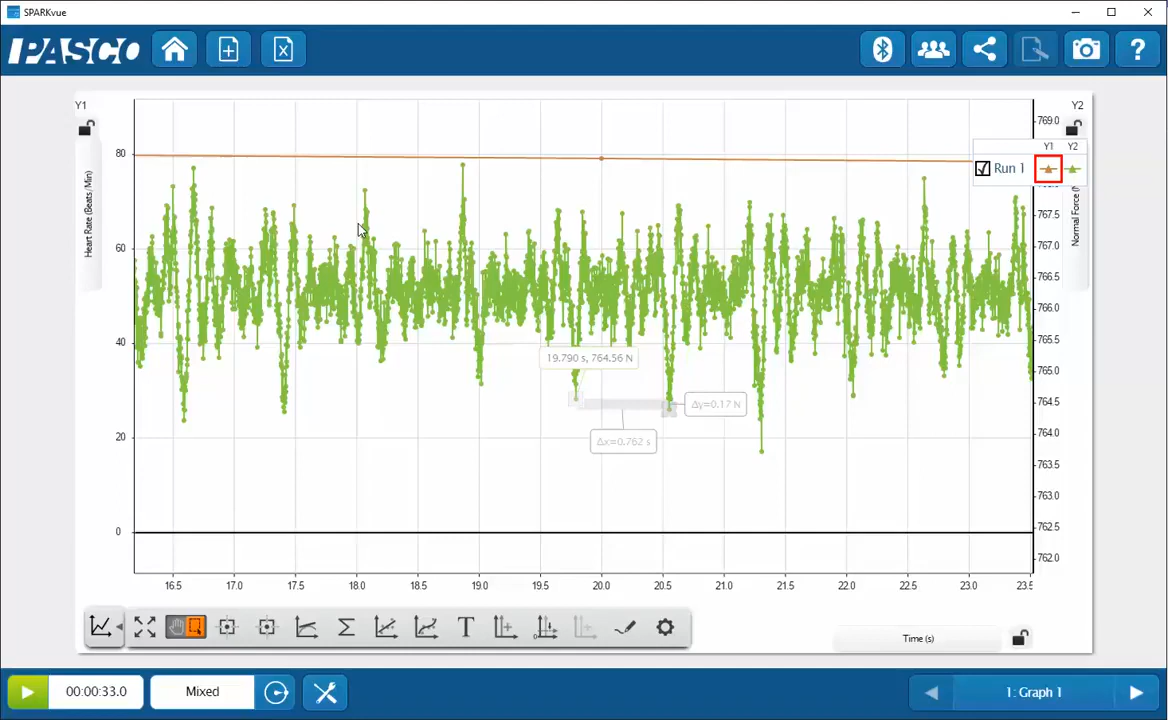 SPARKvue
PASCO
?
Y1
Y2
Heart Rate (Beats/Min)
80
60
40
20
0
769.0
Y1 Y2
Run 1
767.5
767.0
766.5
766.0
765.5
765.0
764.5
764.0
763.5
763.0
762.5
762.0
Normal Force
19.790 s, 764.56 N
Δy=0.17 N
Δx=0.762 s
16.5 17.0 17.5 18.0 18.5 19.0 19.5 20.0 20.5 21.0 21.5 22.0 22.5 23.0 23.5
Σ T
Time (s)
00:00:33.0
Mixed
1: Graph 1